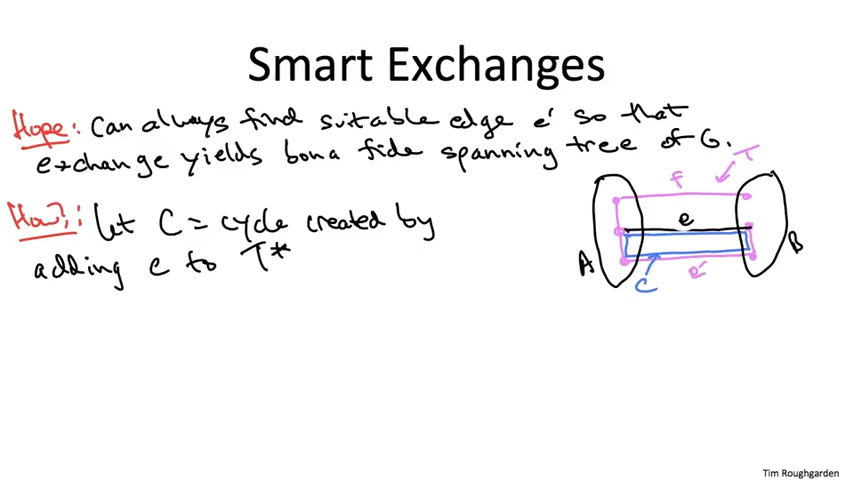 Smart Exchanges
Hope: Can always find suitable edge e' so that
exchange yields bona fide spanning tree of G.
How?: Let C = cycle created by
adding e to T*
T
f
e
A
B
e'
C
Tim Roughgarden